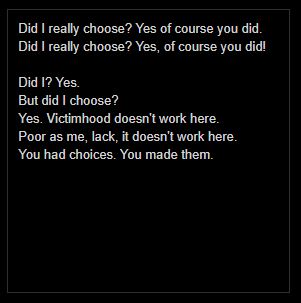 Did I really choose? Yes of course you did.
Did I really choose? Yes, of course you did!
Did I? Yes.
But did I choose?
Yes. Victimhood doesn't work here.
Poor as me, lack, it doesn't work here.
You had choices. You made them.